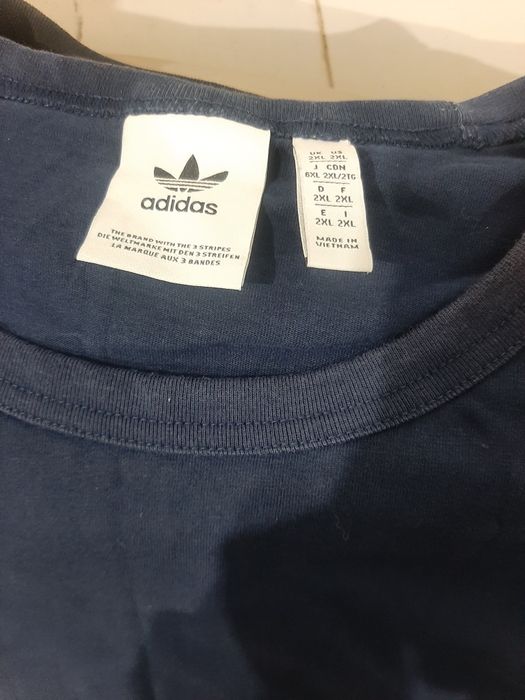 adidas
THE BRAND WITH THE 3 STRIPES
DIE WELTMARKE MIT DEN 3 STREIFEN
LA MARQUE AUX 3 BANDES
UK US
2XL 2XL
J CDN
6XL 2XL/2TG
D F
2XL 2XL
E I
2XL 2XL
MADE IN
VIETNAM